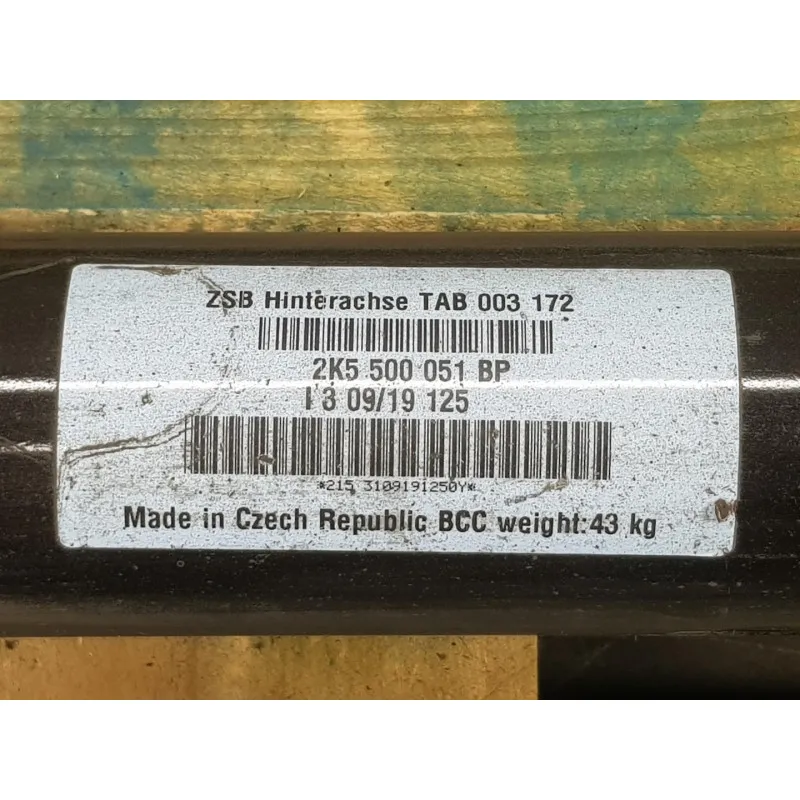 ZSB Hinterachse TAB 003 172
2K5 500 051 BP
I 3 09/19 125
*215 3109191250Y*
Made in Czech Republic BCC weight:43 kg